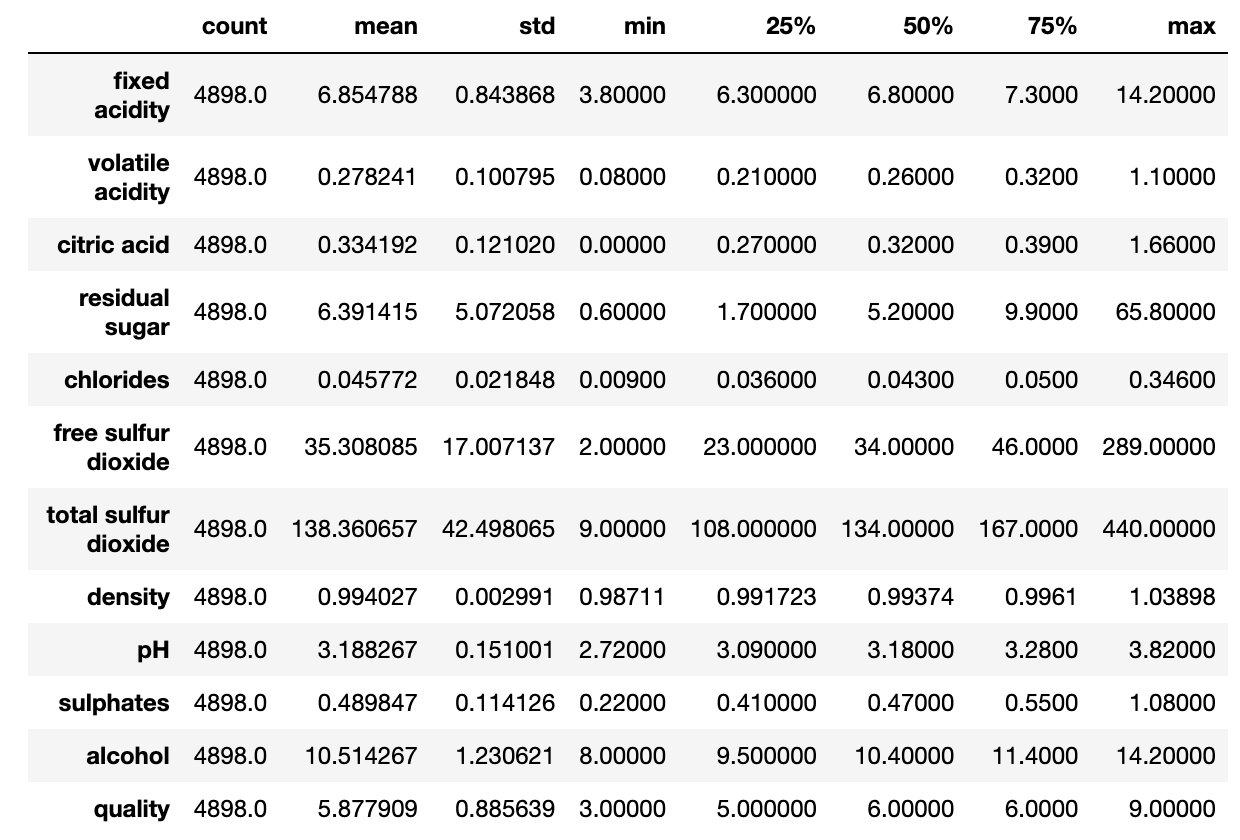 count mean std min 25% 50% 75% max
fixed acidity 4898.0 6.854788 0.843868 3.80000 6.300000 6.80000 7.3000 14.20000
volatile acidity 4898.0 0.278241 0.100795 0.08000 0.210000 0.26000 0.3200 1.10000
citric acid 4898.0 0.334192 0.121020 0.00000 0.270000 0.32000 0.3900 1.66000
residual sugar 4898.0 6.391415 5.072058 0.60000 1.700000 5.20000 9.9000 65.80000
chlorides 4898.0 0.045772 0.021848 0.00900 0.036000 0.04300 0.0500 0.34600
free sulfur dioxide 4898.0 35.308085 17.007137 2.00000 23.000000 34.00000 46.0000 289.00000
total sulfur dioxide 4898.0 138.360657 42.498065 9.00000 108.000000 134.00000 167.0000 440.00000
density 4898.0 0.994027 0.002991 0.98711 0.991723 0.99374 0.9961 1.03898
pH 4898.0 3.188267 0.151001 2.72000 3.090000 3.18000 3.2800 3.82000
sulphates 4898.0 0.489847 0.114126 0.22000 0.410000 0.47000 0.5500 1.08000
alcohol 4898.0 10.514267 1.230621 8.00000 9.500000 10.40000 11.4000 14.20000
quality 4898.0 5.877909 0.885639 3.00000 5.000000 6.00000 6.0000 9.00000